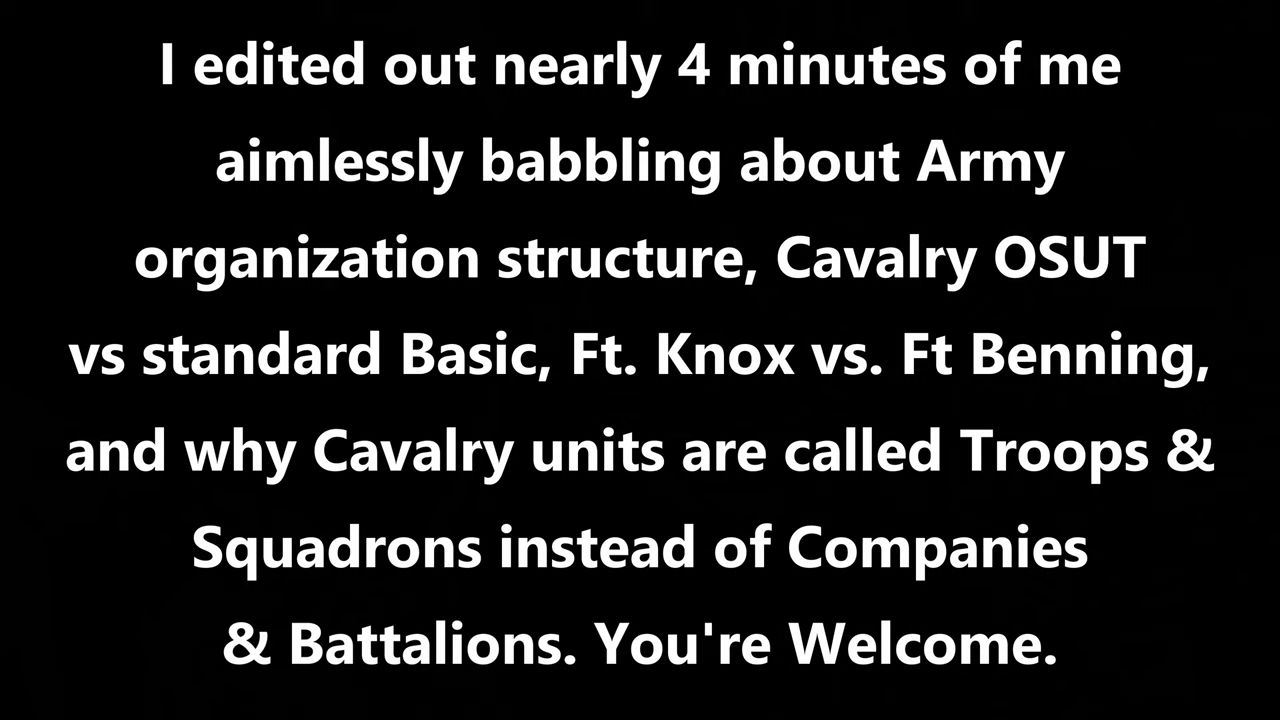 I edited out nearly 4 minutes of me
aimlessly babbling about Army
organization structure, Cavalry OSUT
vs standard Basic, Ft. Knox vs. Ft Benning,
and why Cavalry units are called Troops &
Squadrons instead of Companies
& Battalions. You're Welcome.